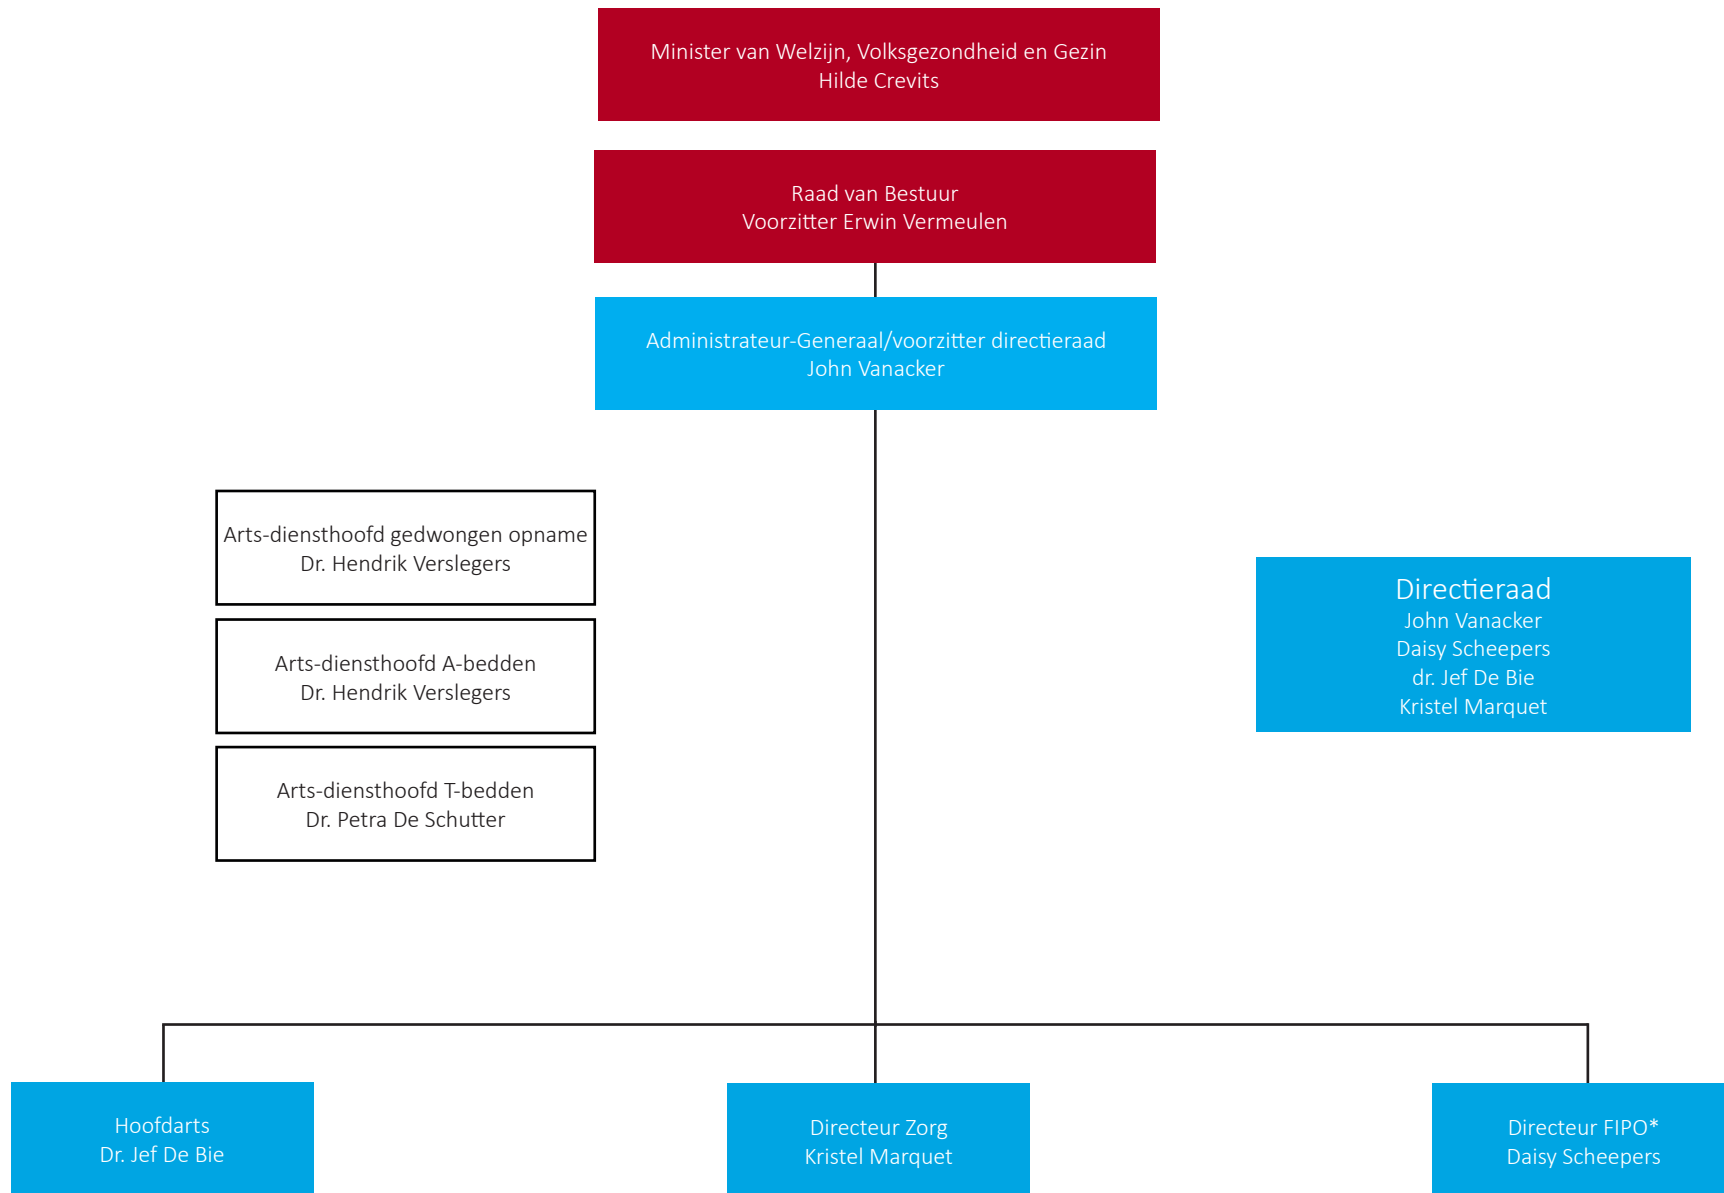 Minister van Welzijn, Volksgezondheid en Gezin
Hilde Crevits
Raad van Bestuur
Voorzitter Erwin Vermeulen
Administrateur-Generaal/voorzitter directieraad
John Vanacker
Arts-diensthoofd gedwongen opname
Dr. Hendrik Verslegers
Arts-diensthoofd A-bedden
Dr. Hendrik Verslegers
Arts-diensthoofd T-bedden
Dr. Petra De Schutter
Directieraad
John Vanacker
Daisy Scheepers
dr. Jef De Bie
Kristel Marquet
Hoofdarts
Dr. Jef De Bie
Directeur Zorg
Kristel Marquet
Directeur FIPO*
Daisy Scheepers